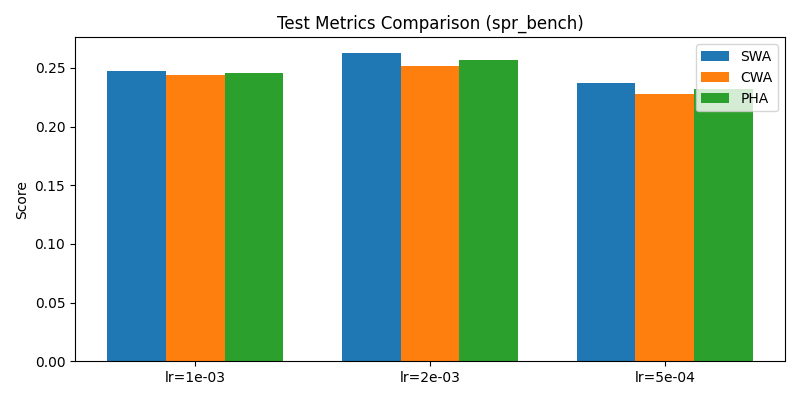 Test Metrics Comparison (spr_bench)
SWA
CWA
PHA
Score
0.25
0.20
0.15
0.10
0.05
0.00
lr=1e-03
lr=2e-03
lr=5e-04